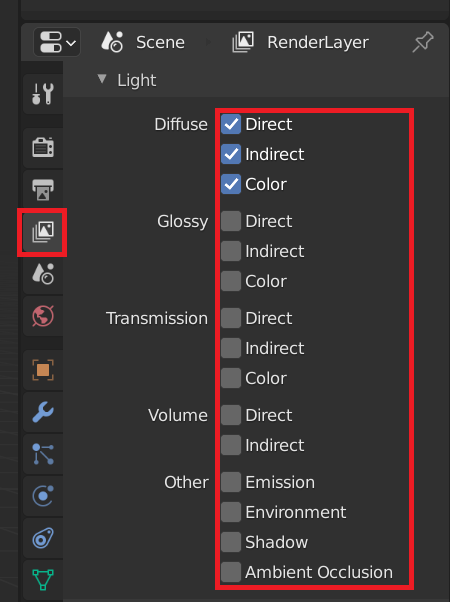 Scene RenderLayer
Light
Diffuse Direct
Indirect
Color
Glossy Direct
Indirect
Color
Transmission Direct
Indirect
Color
Volume Direct
Indirect
Other Emission
Environment
Shadow
Ambient Occlusion